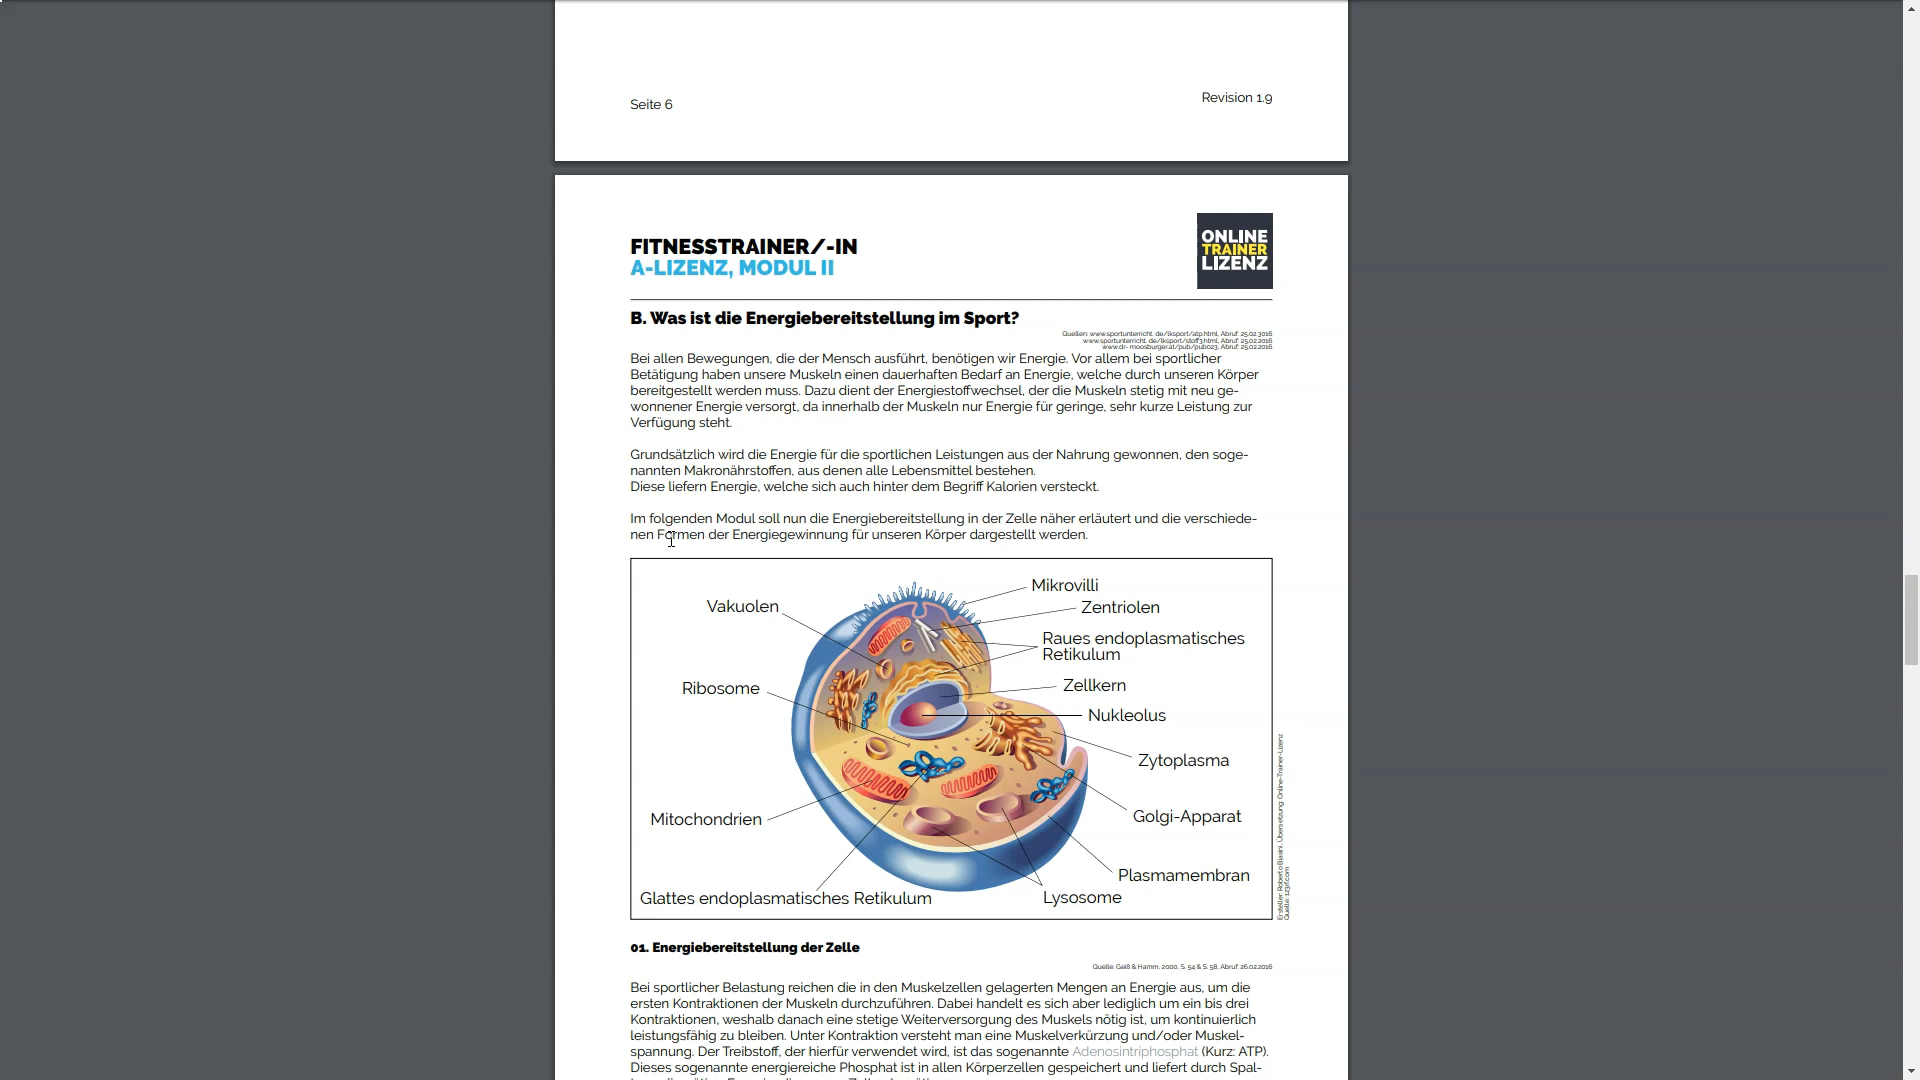 Seite 6
Revision 1.9
FITNESSTRAINER/-IN
A-LIZENZ, MODUL II
ONLINE
TRAINER
LIZENZ
B. Was ist die Energiebereitstellung im Sport?
Quellen: www.sportunterricht. de/lksport/atp.html, Abruf: 25.02.3016
www.sportunterricht. de/lksport/stoff3.html, Abruf: 25.02.2016
www.dr- moosburger.at/pub/pub023, Abruf: 25.02.2016
Bei allen Bewegungen, die der Mensch ausführt, benötigen wir Energie. Vor allem bei sportlicher
Betätigung haben unsere Muskeln einen dauerhaften Bedarf an Energie, welche durch unseren Körper
bereitgestellt werden muss. Dazu dient der Energiestoffwechsel, der die Muskeln stetig mit neu ge-
wonnener Energie versorgt, da innerhalb der Muskeln nur Energie für geringe, sehr kurze Leistung zur
Verfügung steht.
Grundsätzlich wird die Energie für die sportlichen Leistungen aus der Nahrung gewonnen, den soge-
nannten Makronährstoffen, aus denen alle Lebensmittel bestehen.
Diese liefern Energie, welche sich auch hinter dem Begriff Kalorien versteckt.
Im folgenden Modul soll nun die Energiebereitstellung in der Zelle näher erläutert und die verschiede-
nen Formen der Energiegewinnung für unseren Körper dargestellt werden.
Mikrovilli
Vakuolen
Zentriolen
Raues endoplasmatisches
Retikulum
Zellkern
Ribosome
Nukleolus
Zytoplasma
Golgi-Apparat
Mitochondrien
Plasmamembran
Glattes endoplasmatisches Retikulum
Lysosome
Ersteller: Roberto Biasini, Übersetzung: Online-Trainer-Lizenz
Quelle: 123rf.com
01. Energiebereitstellung der Zelle
Quelle: Geiß & Hamm, 2000, S. 54 & S. 58, Abruf: 26.02.2016
Bei sportlicher Belastung reichen die in den Muskelzellen gelagerten Mengen an Energie aus, um die
ersten Kontraktionen der Muskeln durchzuführen. Dabei handelt es sich aber lediglich um ein bis drei
Kontraktionen, weshalb danach eine stetige Weiterversorgung des Muskels nötig ist, um kontinuierlich
leistungsfähig zu bleiben. Unter Kontraktion versteht man eine Muskelverkürzung und/oder Muskel-
spannung. Der Treibstoff, der hierfür verwendet wird, ist das sogenannte Adenosintriphosphat (Kurz: ATP).
Dieses sogenannte energiereiche Phosphat ist in allen Körperzellen gespeichert und liefert durch Spal-